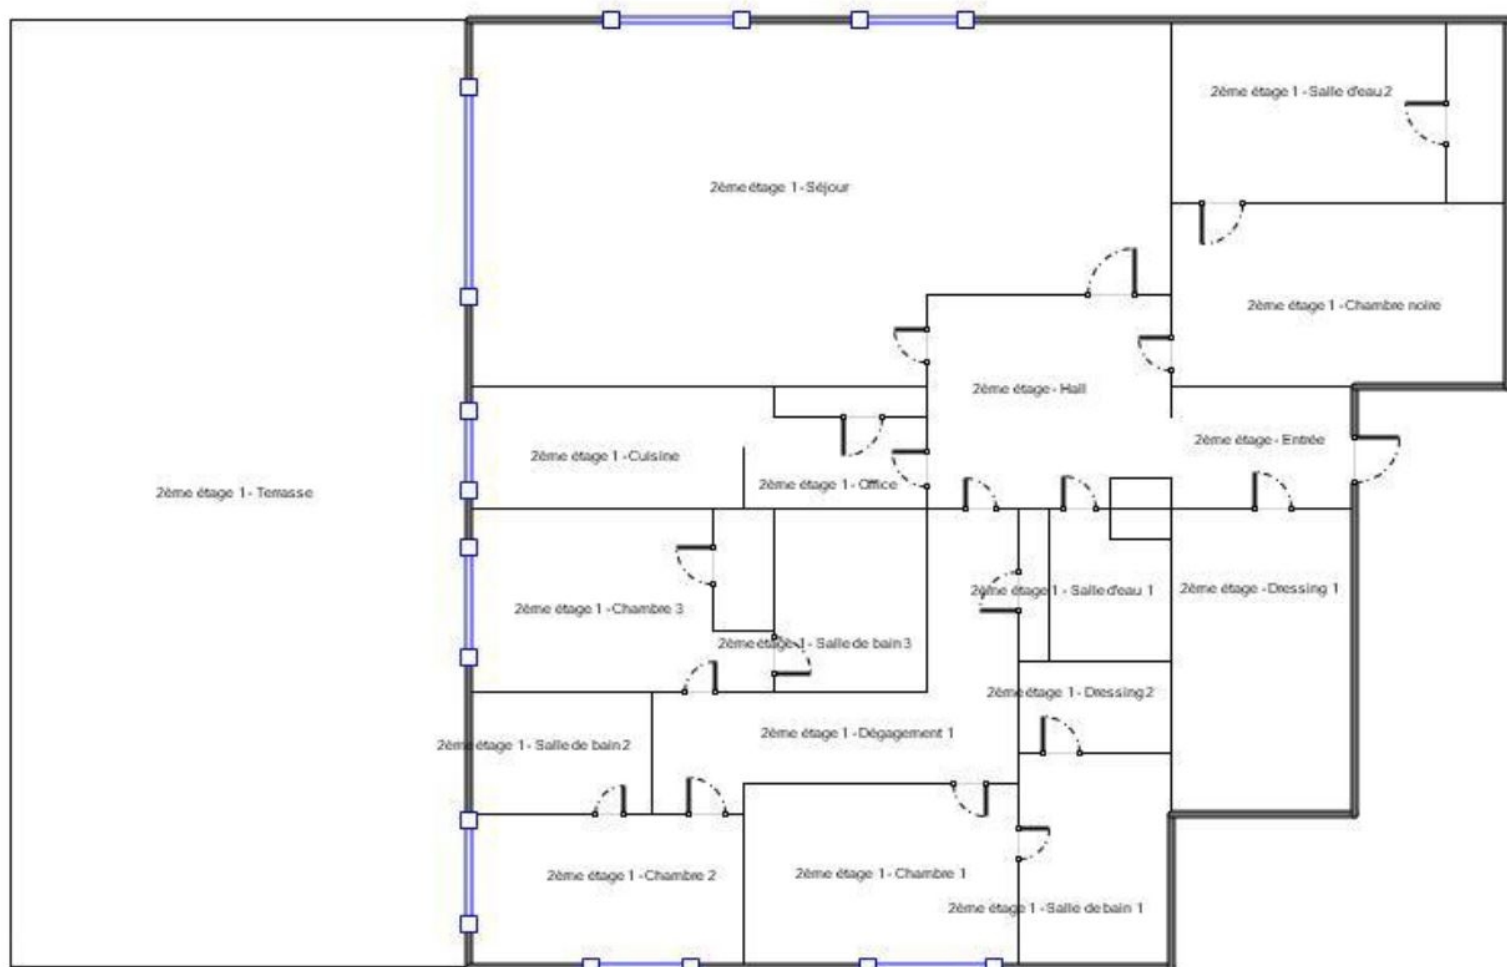 2ème étage 1 - Salle d'eau 2
2ème étage 1 - Séjour
2ème étage 1 - Chambre noire
2ème étage - Hall
2ème étage - Entrée
2ème étage 1 - Cuisine
2ème étage 1 - Office
2ème étage 1 - Terrasse
2ème étage 1 - Salle d'eau 1
2ème étage - Dressing 1
2ème étage 1 - Chambre 3
2ème étage 1 - Salle de bain 3
2ème étage 1 - Dressing 2
2ème étage 1 - Dégagement 1
2ème étage 1 - Salle de bain 2
2ème étage 1 - Chambre 2
2ème étage 1 - Chambre 1
2ème étage 1 - Salle de bain 1